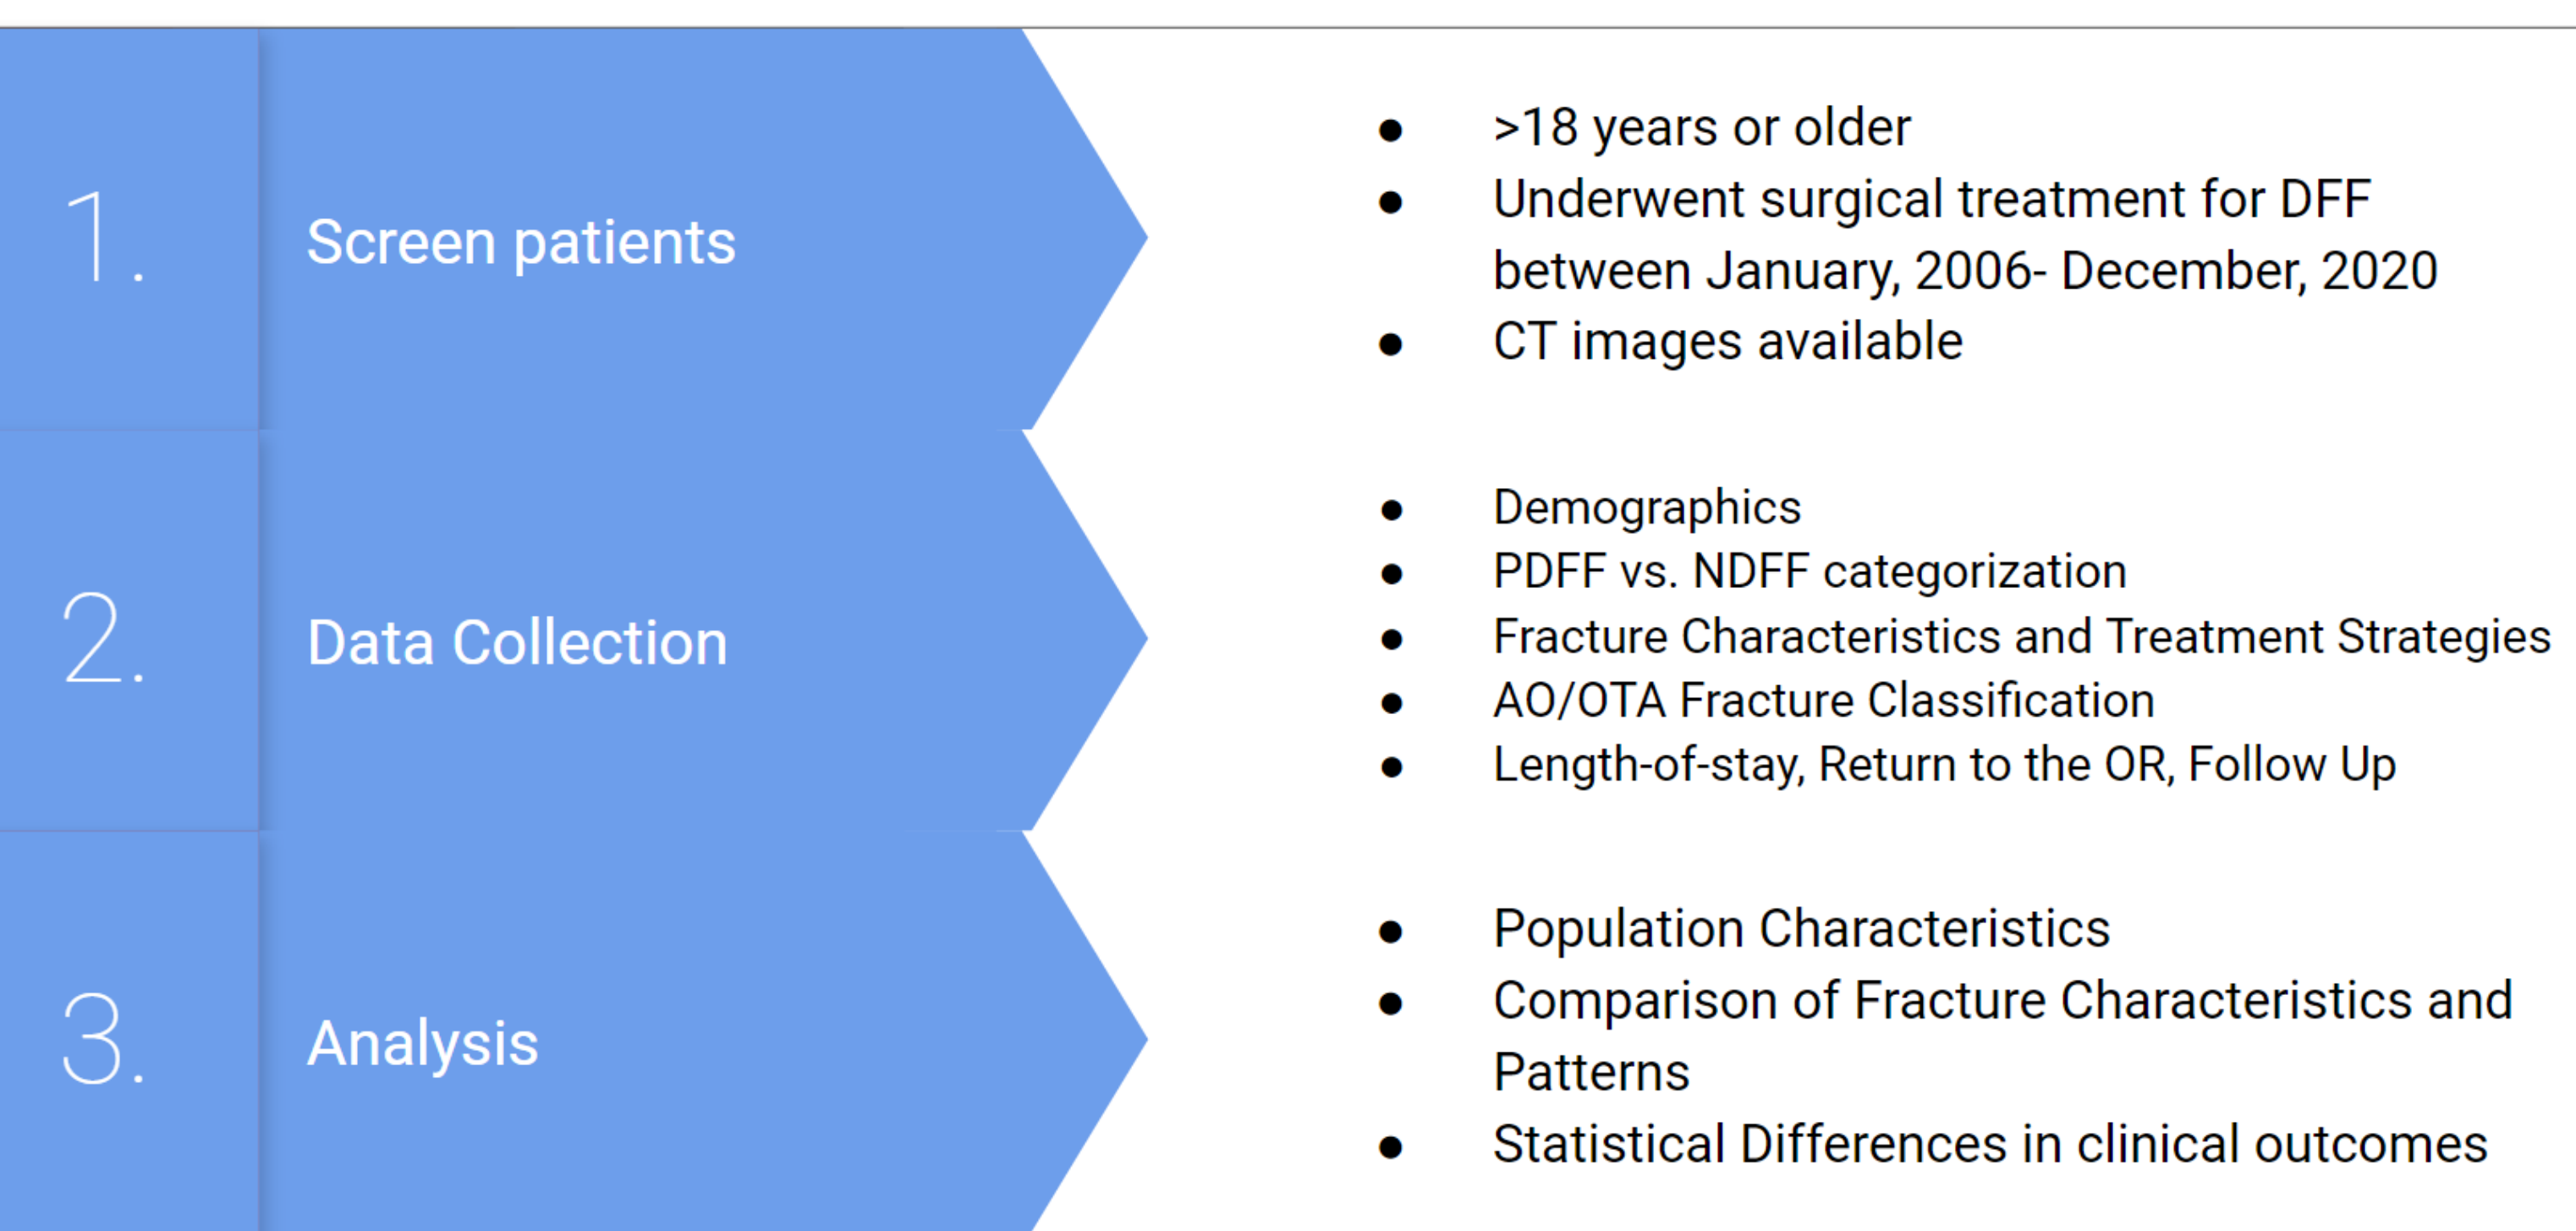 1.
Screen patients
● >18 years or older
● Underwent surgical treatment for DFF
between January, 2006- December, 2020
● CT images available
2.
Data Collection
● Demographics
● PDFF vs. NDFF categorization
● Fracture Characteristics and Treatment Strategies
● AO/OTA Fracture Classification
● Length-of-stay, Return to the OR, Follow Up
3.
Analysis
● Population Characteristics
● Comparison of Fracture Characteristics and
Patterns
● Statistical Differences in clinical outcomes